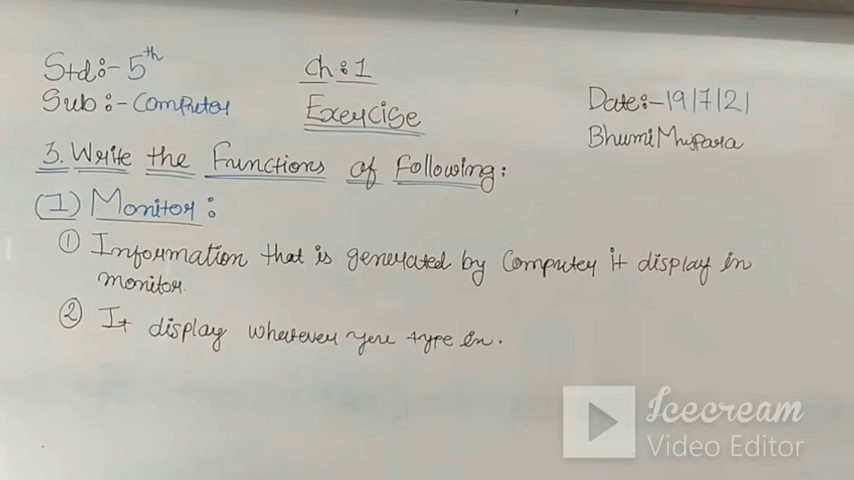 Std:- 5th
Ch:1
Sub:- Computer
Exercise
Date:-19/7/21
Bhumi
3. Write the Functions of Following:
(1) Monitor:
① Information that is generated by Computer it display in
monitor.
② It display whatever you type in.
Icecream
Video Editor